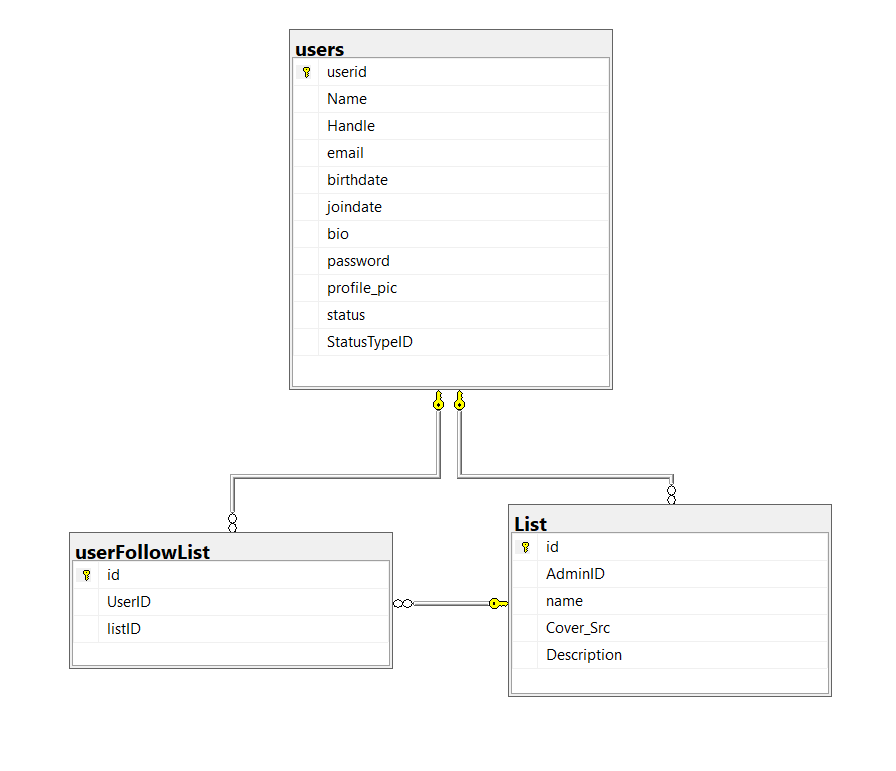 users
userid
Name
Handle
email
birthdate
joindate
bio
password
profile_pic
status
StatusTypeID
userFollowList
id
UserID
listID
List
id
AdminID
name
Cover_Src
Description